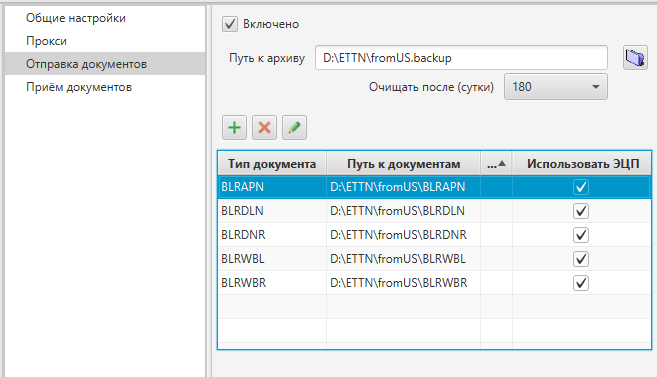 Общие настройки
Прокси
Отправка документов
Приём документов
Включено
Путь к архиву D:\ETTN\fromUS.backup
Очищать после (сутки) 180
Тип документа Путь к документам ... Использовать ЭЦП
BLRAPN D:\ETTN\fromUS\BLRAPN
BLRDLN D:\ETTN\fromUS\BLRDLN
BLRDNR D:\ETTN\fromUS\BLRDNR
BLRWBL D:\ETTN\fromUS\BLRWBL
BLRWBR D:\ETTN\fromUS\BLRWBR